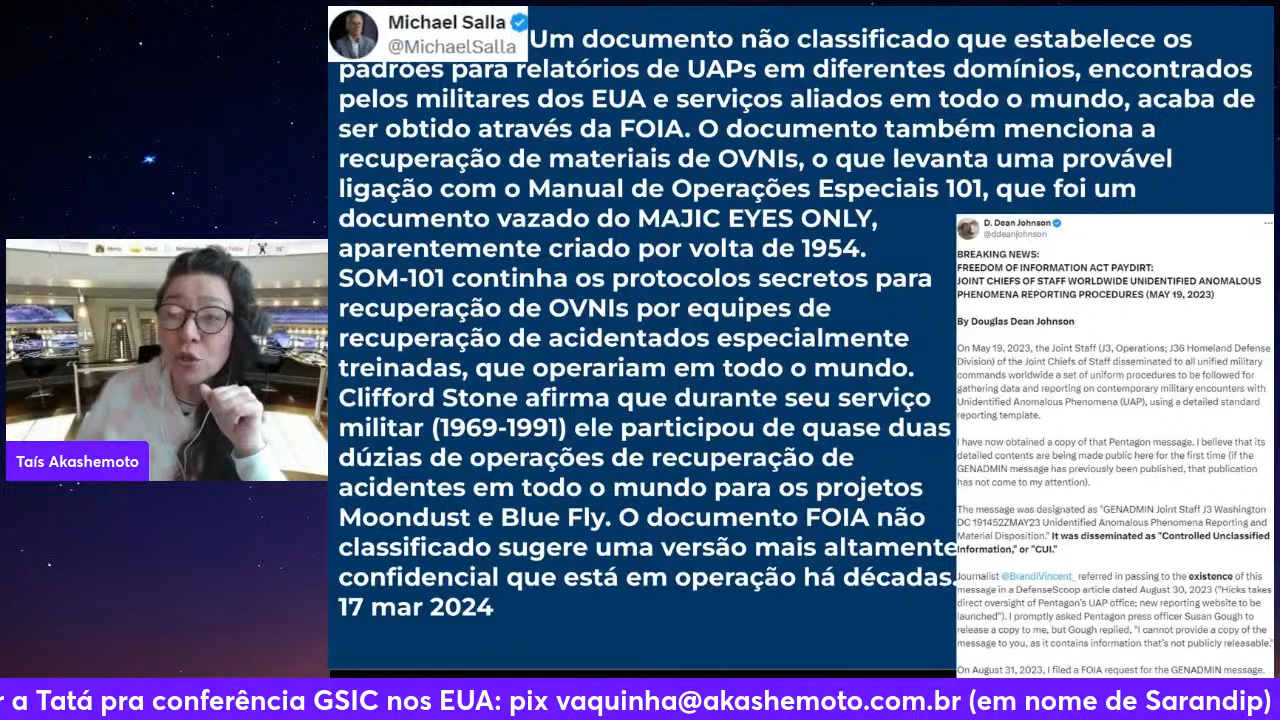 Michael Salla
@MichaelSalla
Um documento não classificado que estabelece os
padrões para relatórios de UAPs em diferentes domínios, encontrados
pelos militares dos EUA e serviços aliados em todo o mundo, acaba de
ser obtido através da FOIA. O documento também menciona a
recuperação de materiais de OVNIs, o que levanta uma provável
ligação com o Manual de Operações Especiais 101, que foi um
documento vazado do MAJIC EYES ONLY,
aparentemente criado por volta de 1954.
SOM-101 continha os protocolos secretos para
recuperação de OVNIs por equipes de
recuperação de acidentados especialmente
treinadas, que operariam em todo o mundo.
Clifford Stone afirma que durante seu serviço
militar (1969-1991) ele participou de quase duas
dúzias de operações de recuperação de
acidentes em todo o mundo para os projetos
Moondust e Blue Fly. O documento FOIA não
classificado sugere uma versão mais altamente
confidencial que está em operação há décadas.
17 mar 2024
D. Dean Johnson
@ddeanjohnson
BREAKING NEWS:
FREEDOM OF INFORMATION ACT PAYDIRT:
JOINT CHIEFS OF STAFF WORLDWIDE UNIDENTIFIED ANOMALOUS
PHENOMENA REPORTING PROCEDURES (MAY 19, 2023)
By Douglas Dean Johnson
On May 19, 2023, the Joint Staff (J3, Operations; J36 Homeland Defense
Division) of the Joint Chiefs of Staff disseminated to all unified military
commands worldwide a set of uniform procedures to be followed for
gathering data and reporting on contemporary military encounters with
Unidentified Anomalous Phenomena (UAP), using a detailed standard
reporting template.
I have now obtained a copy of that Pentagon message. I believe that its
detailed contents are being made public here for the first time (if the
GENADMIN message has previously been published, that publication
has not come to my attention).
The message was designated as "GENADMIN Joint Staff J3 Washington
DC 191452ZMAY23 Unidentified Anomalous Phenomena Reporting and
Material Disposition." It was disseminated as "Controlled Unclassified
Information," or "CUI."
Journalist @BrandiVincent_ referred in passing to the existence of this
message in a DefenseScoop article dated August 30, 2023 ("Hicks takes
direct oversight of Pentagon's UAP office; new reporting website to be
launched"). I promptly asked Pentagon press officer Susan Gough to
release a copy to me, but Gough replied, "I cannot provide a copy of the
message to you, as it contains information that's not publicly releasable."
On August 31, 2023, I filed a FOIA request for the GENADMIN message.
Taís Akashemoto
r a Tatá pra conferência GSIC nos EUA: pix vaquinha@akashemoto.com.br (em nome de Sarandip)